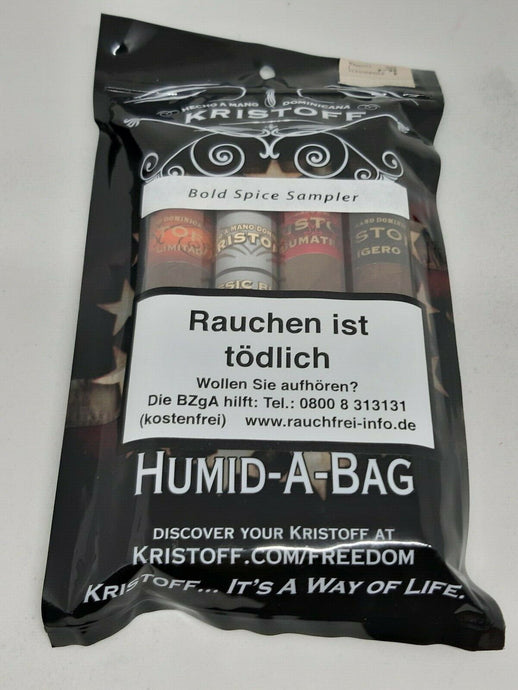 HECHO A MANO DOMINICANA
KRISTOFF
Bold Spice Sampler
Rauchen ist
tödlich
Wollen Sie aufhören?
Die BZgA hilft: Tel.: 0800 8 313131
(kostenfrei) www.rauchfrei-info.de
HUMID-A-BAG
DISCOVER YOUR KRISTOFF AT
KRISTOFF.COM/FREEDOM
KRISTOFF... IT'S A WAY OF LIFE.